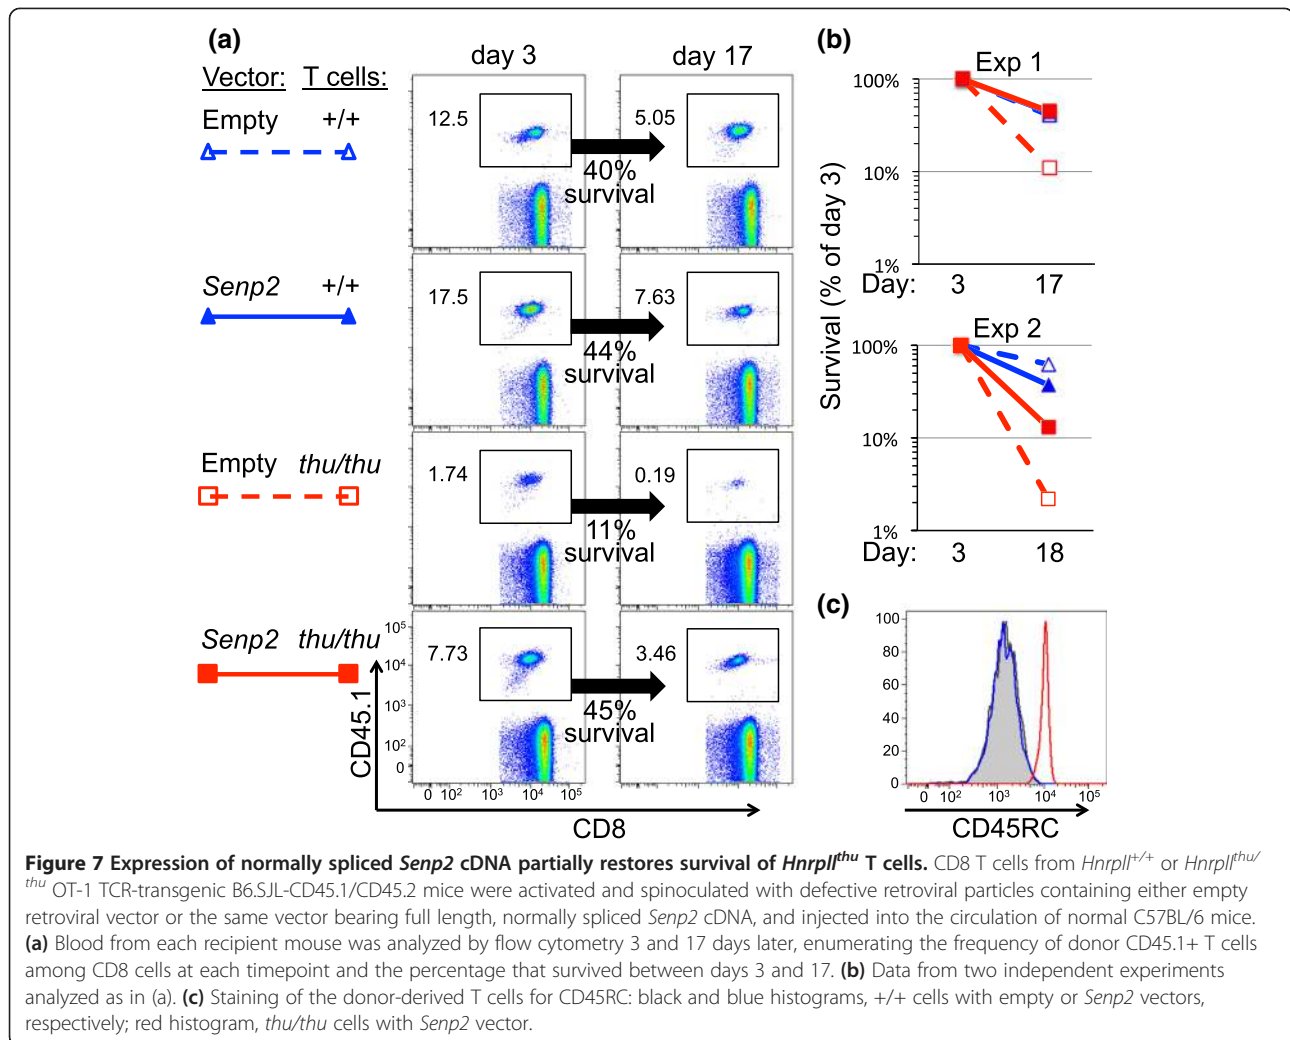 (a)
Vector: T cells:
day 3
day 17
Empty +/+
12.5
5.05
40%
survival
Senp2 +/+
17.5
7.63
44%
survival
Empty thu/thu
1.74
0.19
11%
survival
Senp2 thu/thu
7.73
3.46
45%
survival
10⁵
10⁴
10³
10²
0
CD45.1
0 10² 10³ 10⁴ 10⁵
0 10² 10³ 10⁴ 10⁵
CD8
(b)
Exp 1
100%
10%
1%
Day: 3 17
Survival (% of day 3)
Exp 2
100%
10%
1%
Day: 3 18
(c)
100
80
60
40
20
0
0 10² 10³ 10⁴ 10⁵
CD45RC
Figure 7 Expression of normally spliced Senp2 cDNA partially restores survival of Hnrpll^thu T cells. CD8 T cells from Hnrpll^+/+ or Hnrpll^thu/
^thu OT-1 TCR-transgenic B6.SJL-CD45.1/CD45.2 mice were activated and spinoculated with defective retroviral particles containing either empty
retroviral vector or the same vector bearing full length, normally spliced Senp2 cDNA, and injected into the circulation of normal C57BL/6 mice.
(a) Blood from each recipient mouse was analyzed by flow cytometry 3 and 17 days later, enumerating the frequency of donor CD45.1+ T cells
among CD8 cells at each timepoint and the percentage that survived between days 3 and 17. (b) Data from two independent experiments
analyzed as in (a). (c) Staining of the donor-derived T cells for CD45RC: black and blue histograms, +/+ cells with empty or Senp2 vectors,
respectively; red histogram, thu/thu cells with Senp2 vector.